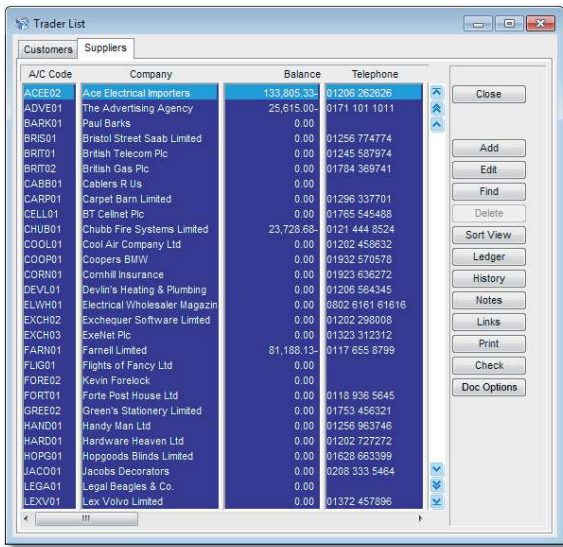 Trader List
Customers Suppliers
A/C Code Company Balance Telephone
ACEE02 Ace Electrical Importers 133,805.33- 01206 262626
ADVE01 The Advertising Agency 25,615.00- 0171 101 1011
BARK01 Paul Barks 0.00
BRIS01 Bristol Street Saab Limited 0.00 01256 774774
BRIT01 British Telecom Plc 0.00 01245 587974
BRIT02 British Gas Plc 0.00 01784 369741
CABB01 Cablers R Us 0.00
CARP01 Carpet Barn Limited 0.00 01296 337701
CELL01 BT Cellnet Plc 0.00 01765 545488
CHUB01 Chubb Fire Systems Limited 23,728.68- 0121 444 8524
COOL01 Cool Air Company Ltd 0.00 01202 458632
COOP01 Coopers BMW 0.00 01932 570578
CORN01 Cornhill Insurance 0.00 01923 636272
DEVL01 Devlin's Heating & Plumbing 0.00 01206 564345
ELWH01 Electrical Wholesaler Magazin 0.00 0802 6161 61616
EXCH02 Exchequer Software Limted 0.00 01202 298008
EXCH03 ExeNet Plc 0.00 01323 312312
FARN01 Farnell Limited 81,188.13- 0117 655 8799
FLIG01 Flights of Fancy Ltd 0.00
FORE02 Kevin Forelock 0.00
FORT01 Forte Post House Ltd 0.00 0118 936 5645
GREE02 Green's Stationery Limited 0.00 01753 456321
HAND01 Handy Man Ltd 0.00 01256 963746
HARD01 Hardware Heaven Ltd 0.00 01202 727272
HOPG01 Hopgoods Blinds Limited 0.00 01628 663399
JACO01 Jacobs Decorators 0.00 0208 333 5464
LEGA01 Legal Beagles & Co. 0.00
LEXV01 Lex Volvo Limited 0.00 01372 457896
Close
Add
Edit
Find
Delete
Sort View
Ledger
History
Notes
Links
Print
Check
Doc Options